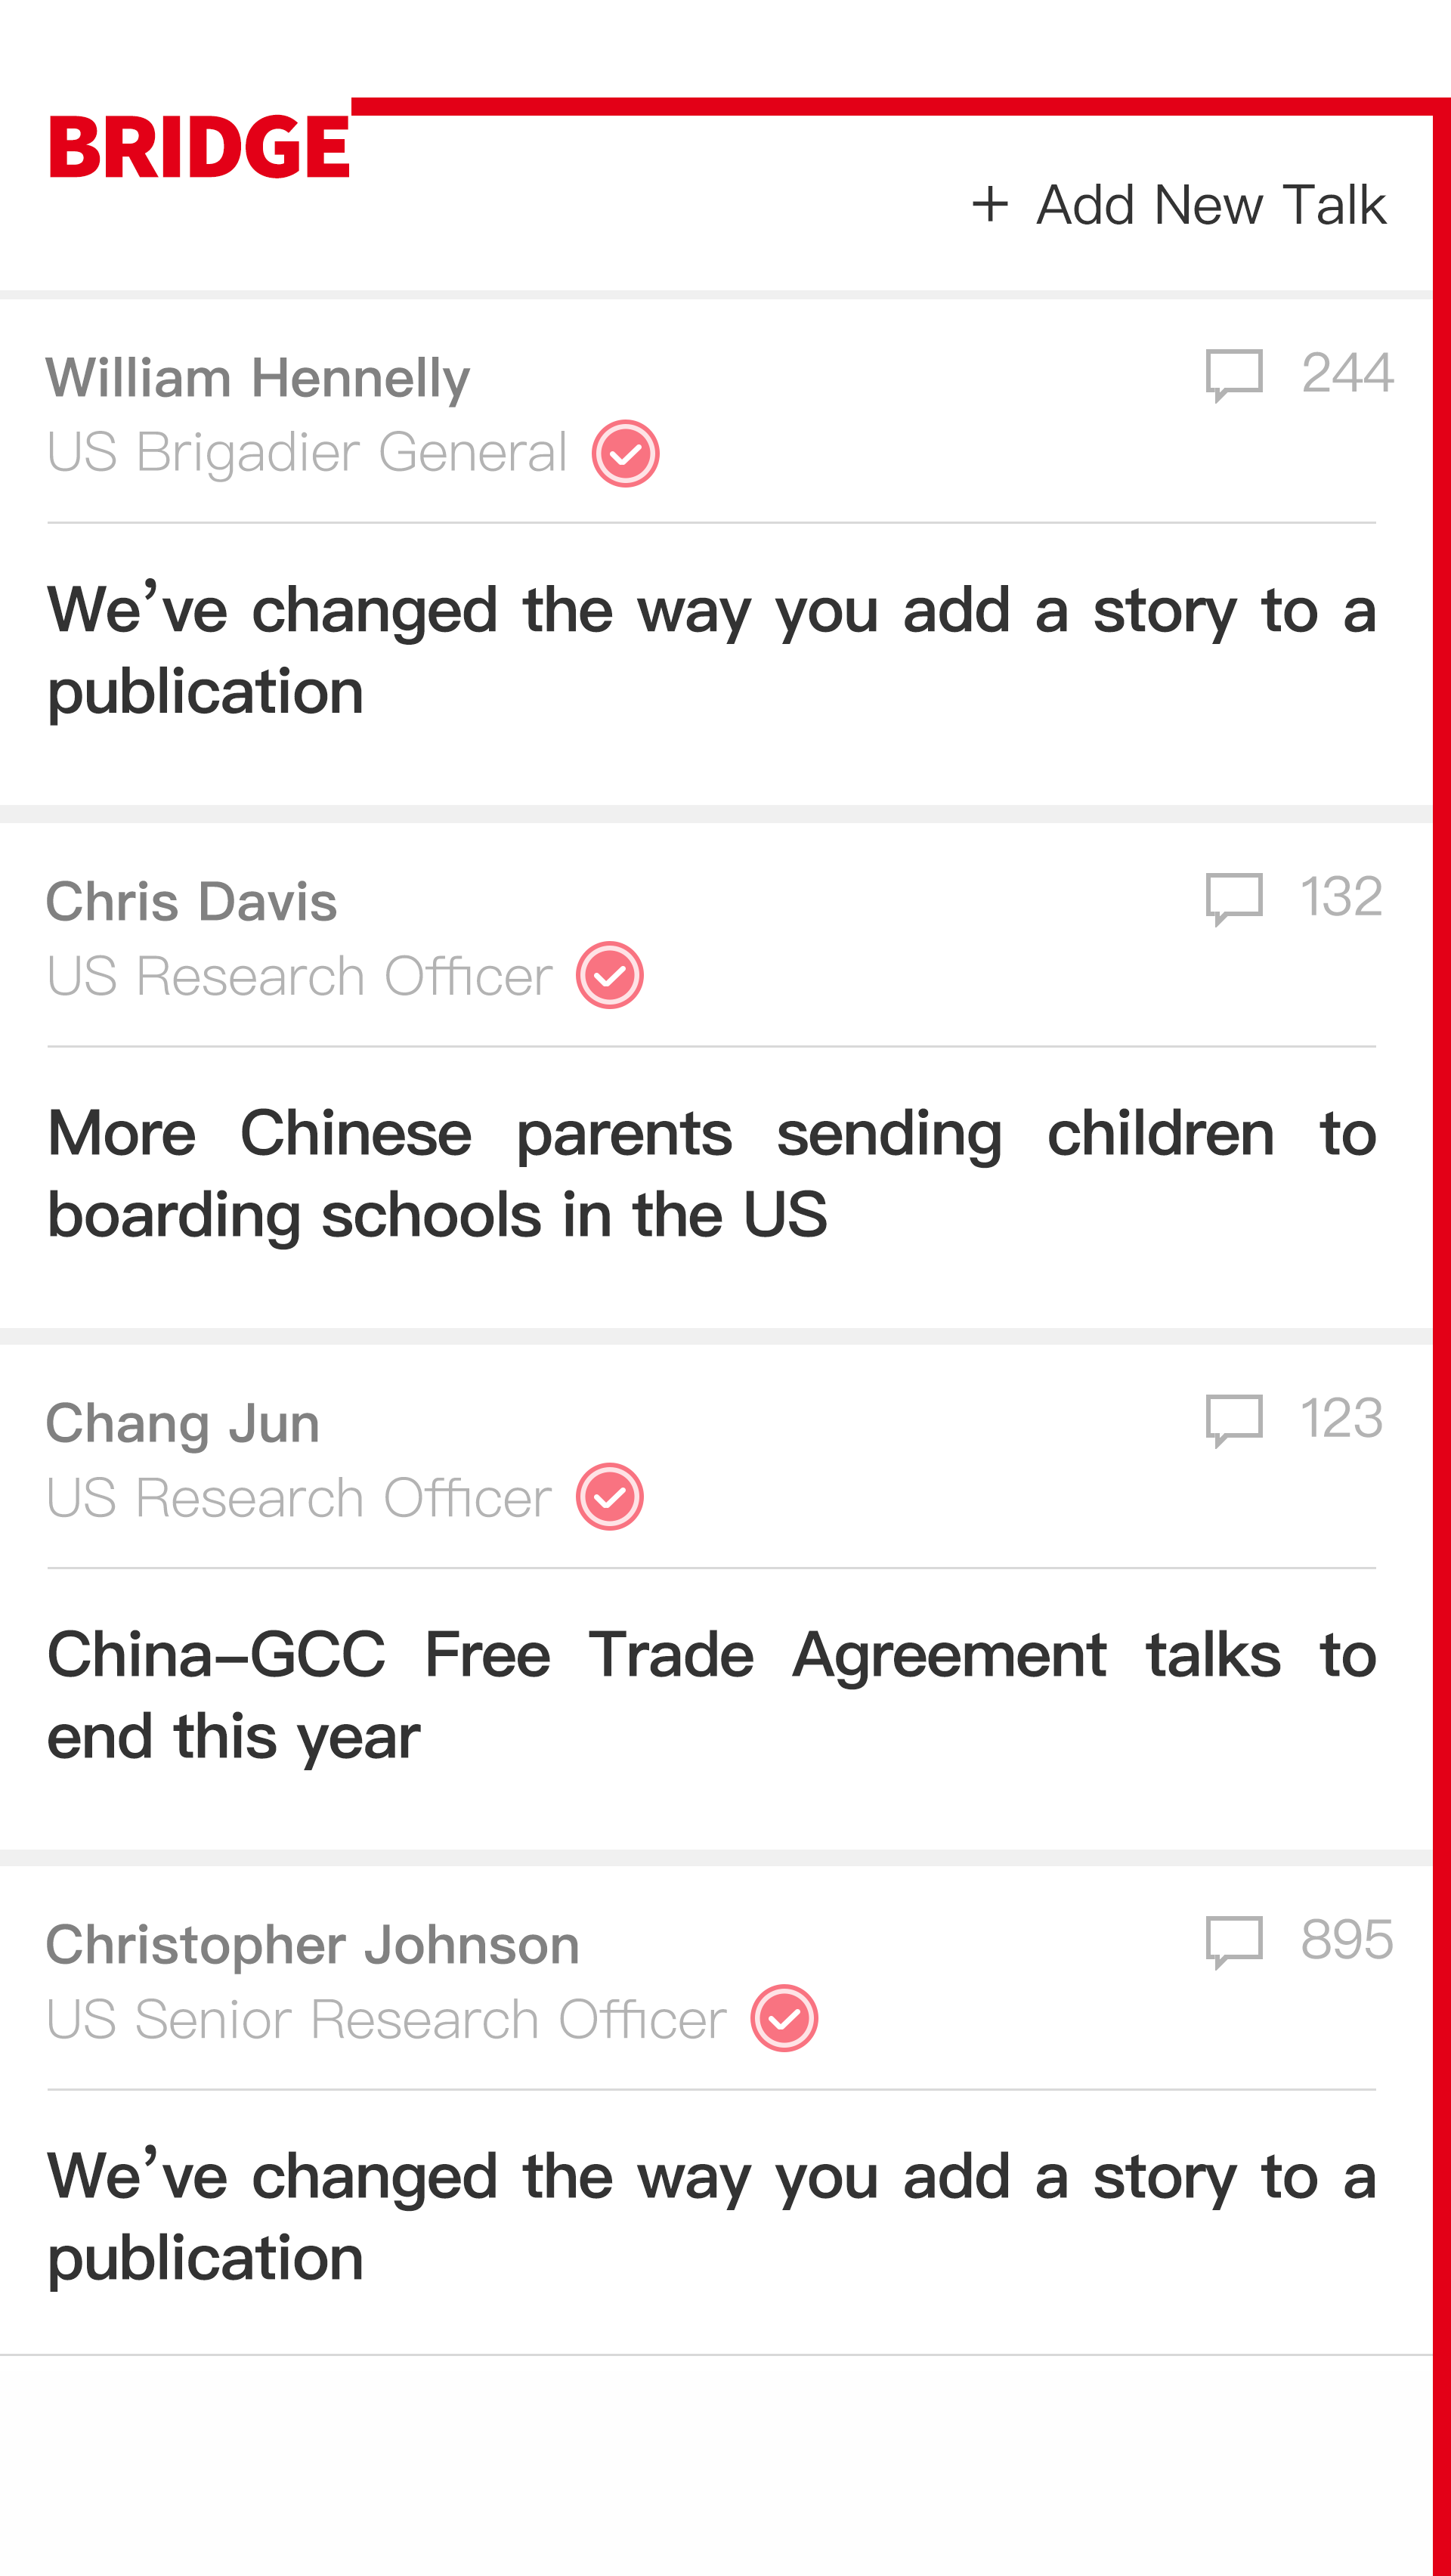 BRIDGE
+ Add New Talk
William Hennelly
244
US Brigadier General
We’ve changed the way you add a story to a
publication
Chris Davis
132
US Research Officer
More Chinese parents sending children to
boarding schools in the US
Chang Jun
123
US Research Officer
China–GCC Free Trade Agreement talks to
end this year
Christopher Johnson
895
US Senior Research Officer
We’ve changed the way you add a story to a
publication